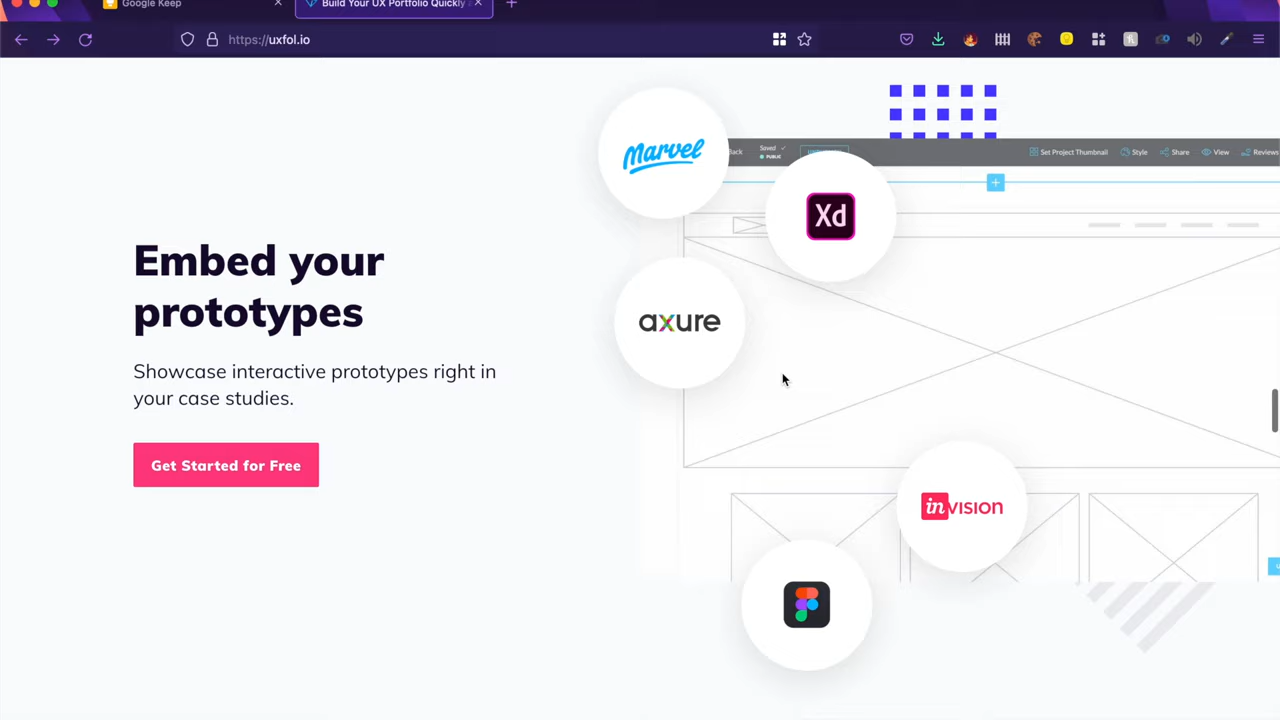 Google Keep
Build Your UX Portfolio Quickly
https://uxfol.io
Marvel
Back
Saved
PUBLIC
Set Project Thumbnail
Style
Share
View
Reviews
Xd
Embed your
prototypes
axure
Showcase interactive prototypes right in
your case studies.
Get Started for Free
invision